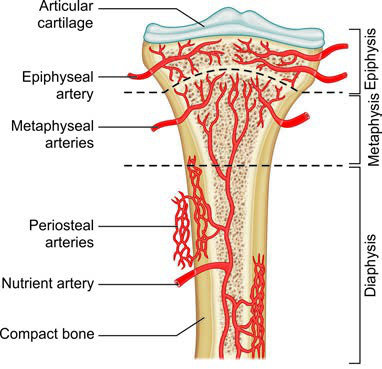 Articular
cartilage
Epiphyseal
artery
Metaphyseal
arteries
Periosteal
arteries
Nutrient artery
Compact bone
Epiphysis
Metaphysis
Diaphysis